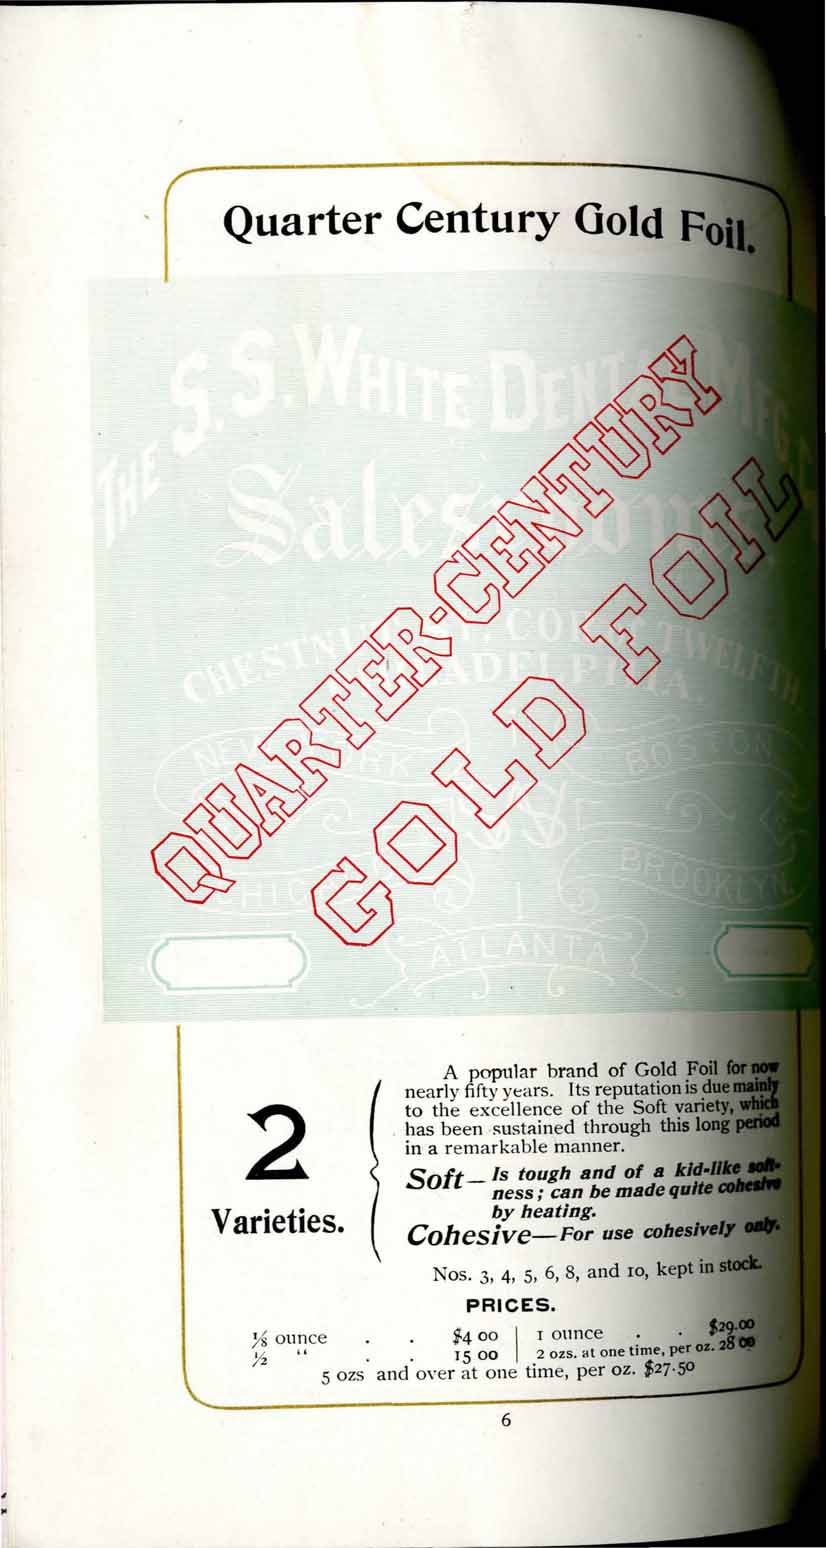 Quarter Century Gold Foil.
THE S. S. WHITE DENTAL MFG.
CHESTNUT ST., COR. TWELFTH,
PHILADELPHIA.
NEW YORK
BOSTON
CHICAGO
BROOKLYN.
ATLANTA
QUARTER-CENTURY
GOLD FOIL
2
Varieties.
A popular brand of Gold Foil for now
nearly fifty years. Its reputation is due mainly
to the excellence of the Soft variety, which
has been sustained through this long period
in a remarkable manner.
Soft—Is tough and of a kid-like soft-
ness; can be made quite cohesive
by heating.
Cohesive—For use cohesively only.
Nos. 3, 4, 5, 6, 8, and 10, kept in stock.
PRICES.
⅛ ounce . . $4 00 | 1 ounce . . $29.00
½ “ . . 15 00 | 2 ozs. at one time, per oz. 28 00
5 ozs and over at one time, per oz. $27.50
6